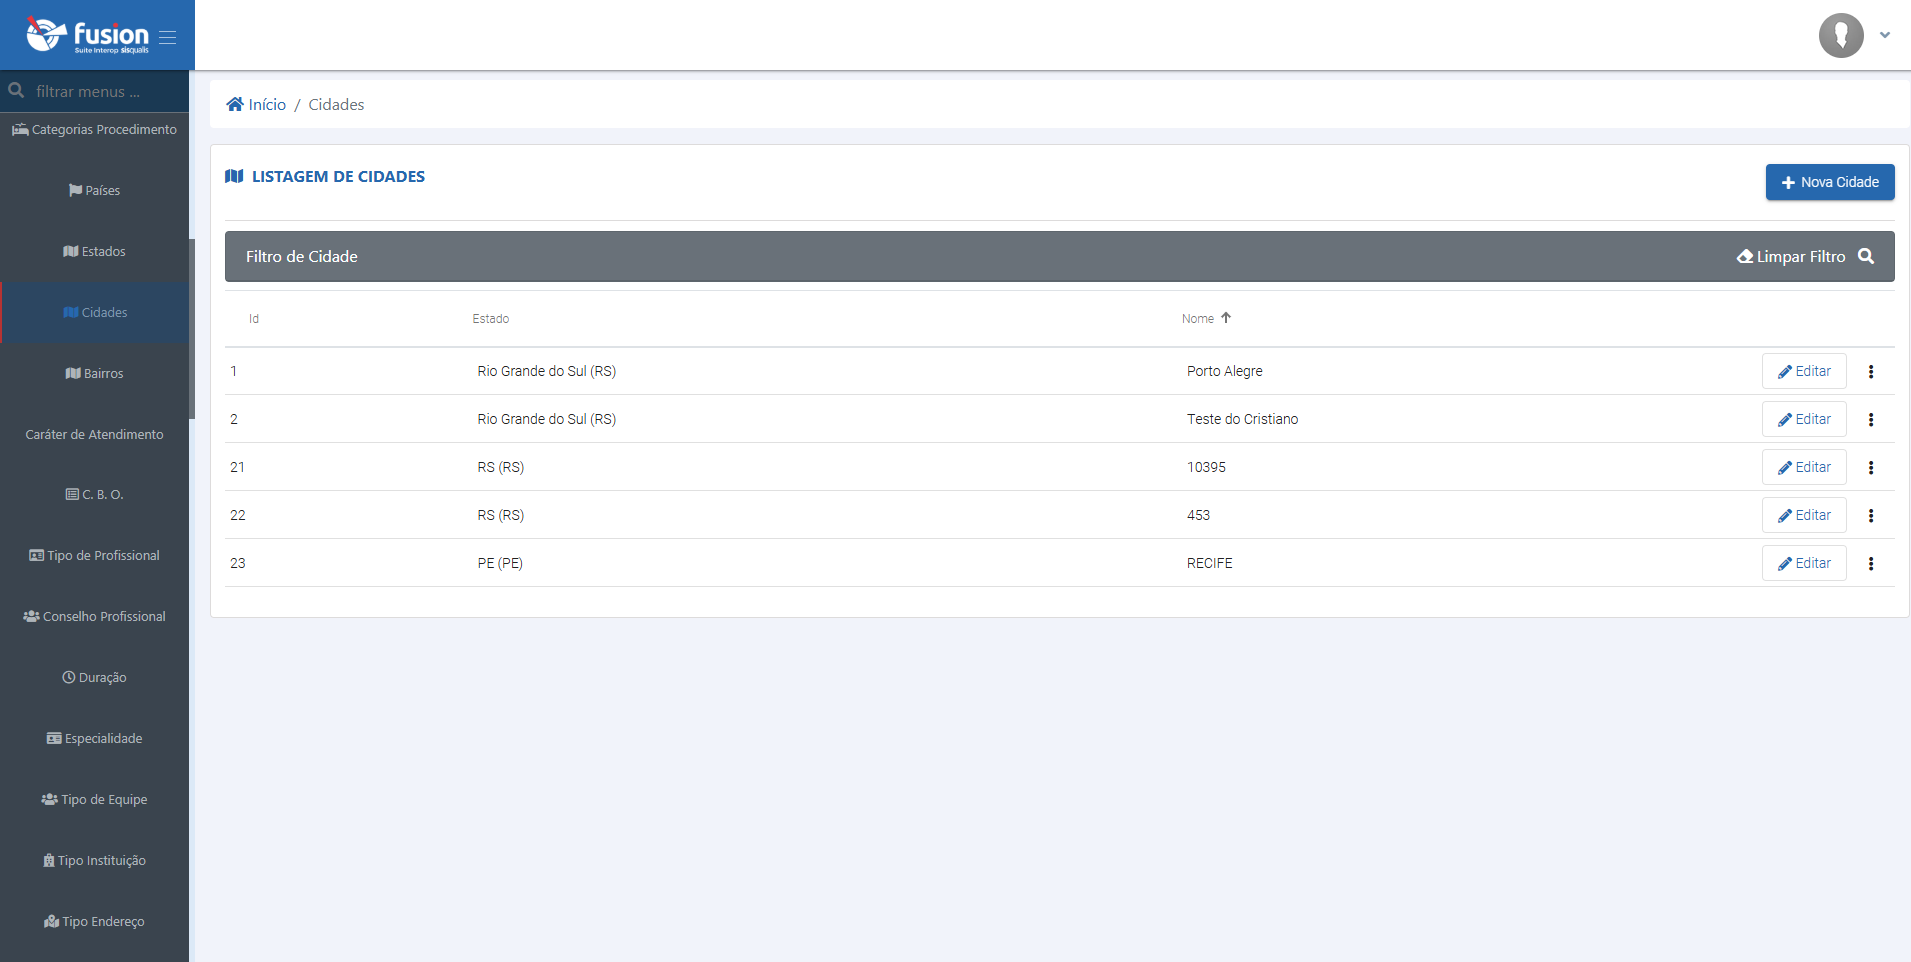 fusion
Suite Interop sisqualis
filtrar menus ...
Categorias Procedimento
Países
Estados
Cidades
Bairros
Caráter de Atendimento
C. B. O.
Tipo de Profissional
Conselho Profissional
Duração
Especialidade
Tipo de Equipe
Tipo Instituição
Tipo Endereço
Início / Cidades
LISTAGEM DE CIDADES
Nova Cidade
Filtro de Cidade
Limpar Filtro
Id Estado Nome
1 Rio Grande do Sul (RS) Porto Alegre Editar
2 Rio Grande do Sul (RS) Teste do Cristiano Editar
21 RS (RS) 10395 Editar
22 RS (RS) 453 Editar
23 PE (PE) RECIFE Editar